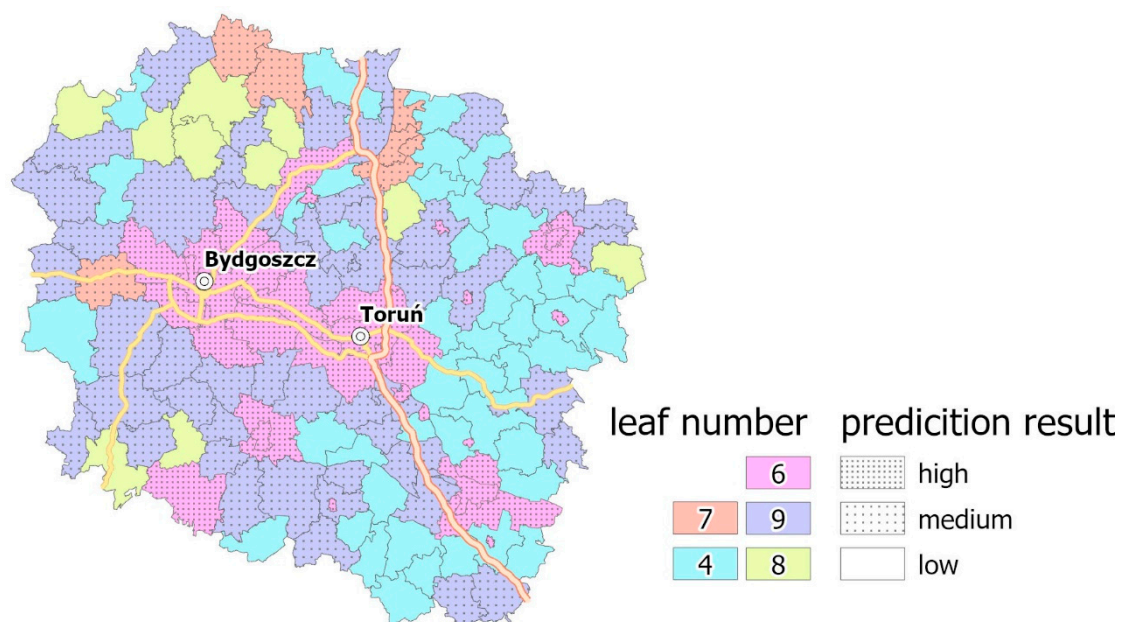 Bydgoszcz
Toruń
leaf number predicition result
6 high
7 9 medium
4 8 low